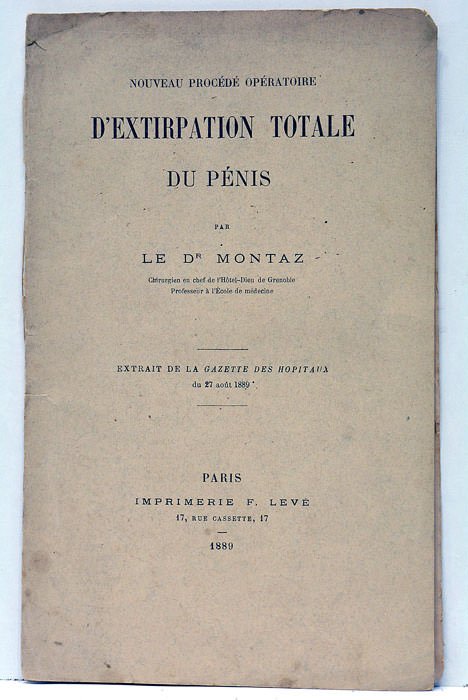 NOUVEAU PROCÉDÉ OPÉRATOIRE
D'EXTIRPATION TOTALE
DU PÉNIS
PAR
LE DR MONTAZ
Chirurgien en chef de l'Hôtel-Dieu de Grenoble
Professeur à l'École de médecine
EXTRAIT DE LA GAZETTE DES HOPITAUX
du 27 août 1889
PARIS
IMPRIMERIE F. LEVÉ
17, RUE CASSETTE, 17
1889